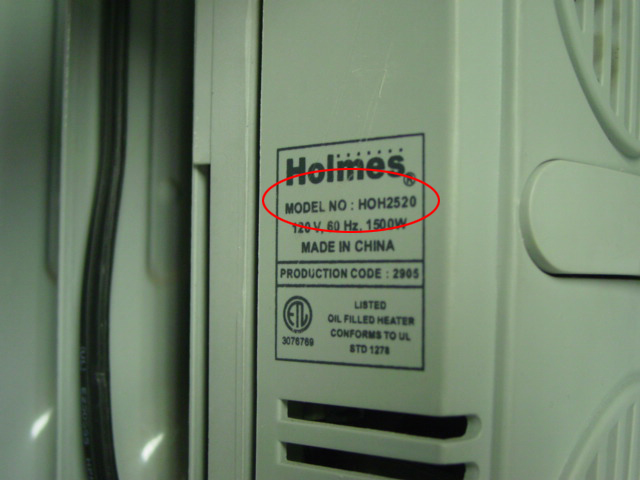 Holmes®
MODEL NO : HOH2520
120 V, 60 Hz, 1500W
MADE IN CHINA
PRODUCTION CODE : 2905
ETL
3076769
LISTED
OIL FILLED HEATER
CONFORMS TO UL
STD 1278